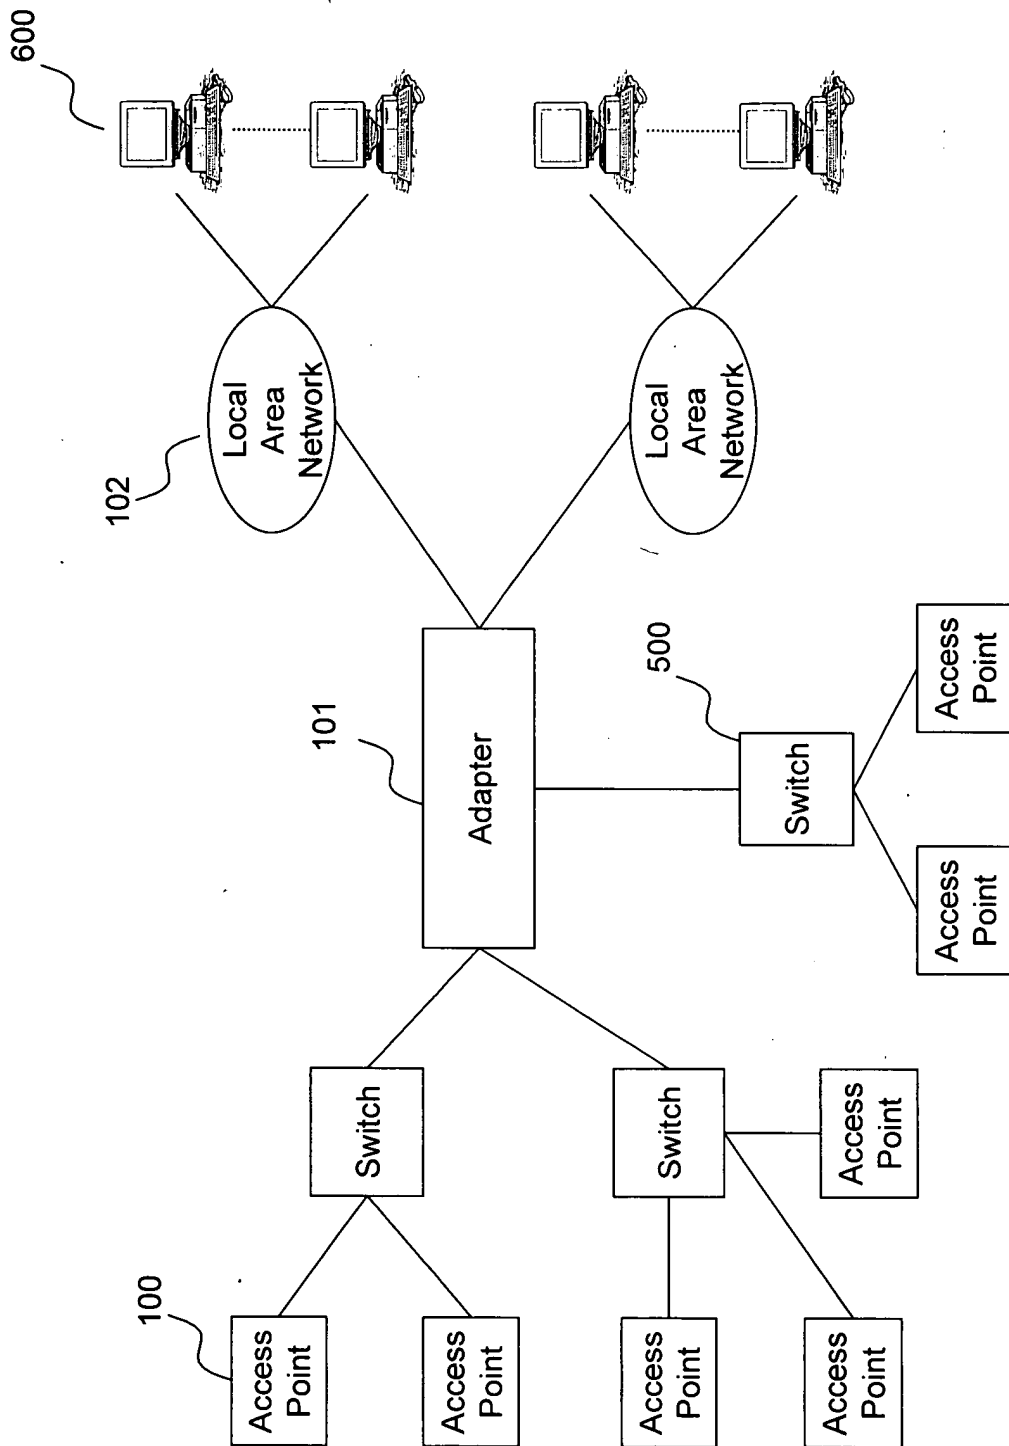 600
102
100
Access
Point
Local
Area
Network
101
Switch
Access
Point
Adapter
Access
Point
Switch
500
Local
Area
Network
Switch
Access
Point
Access
Point
Access
Point
Access
Point